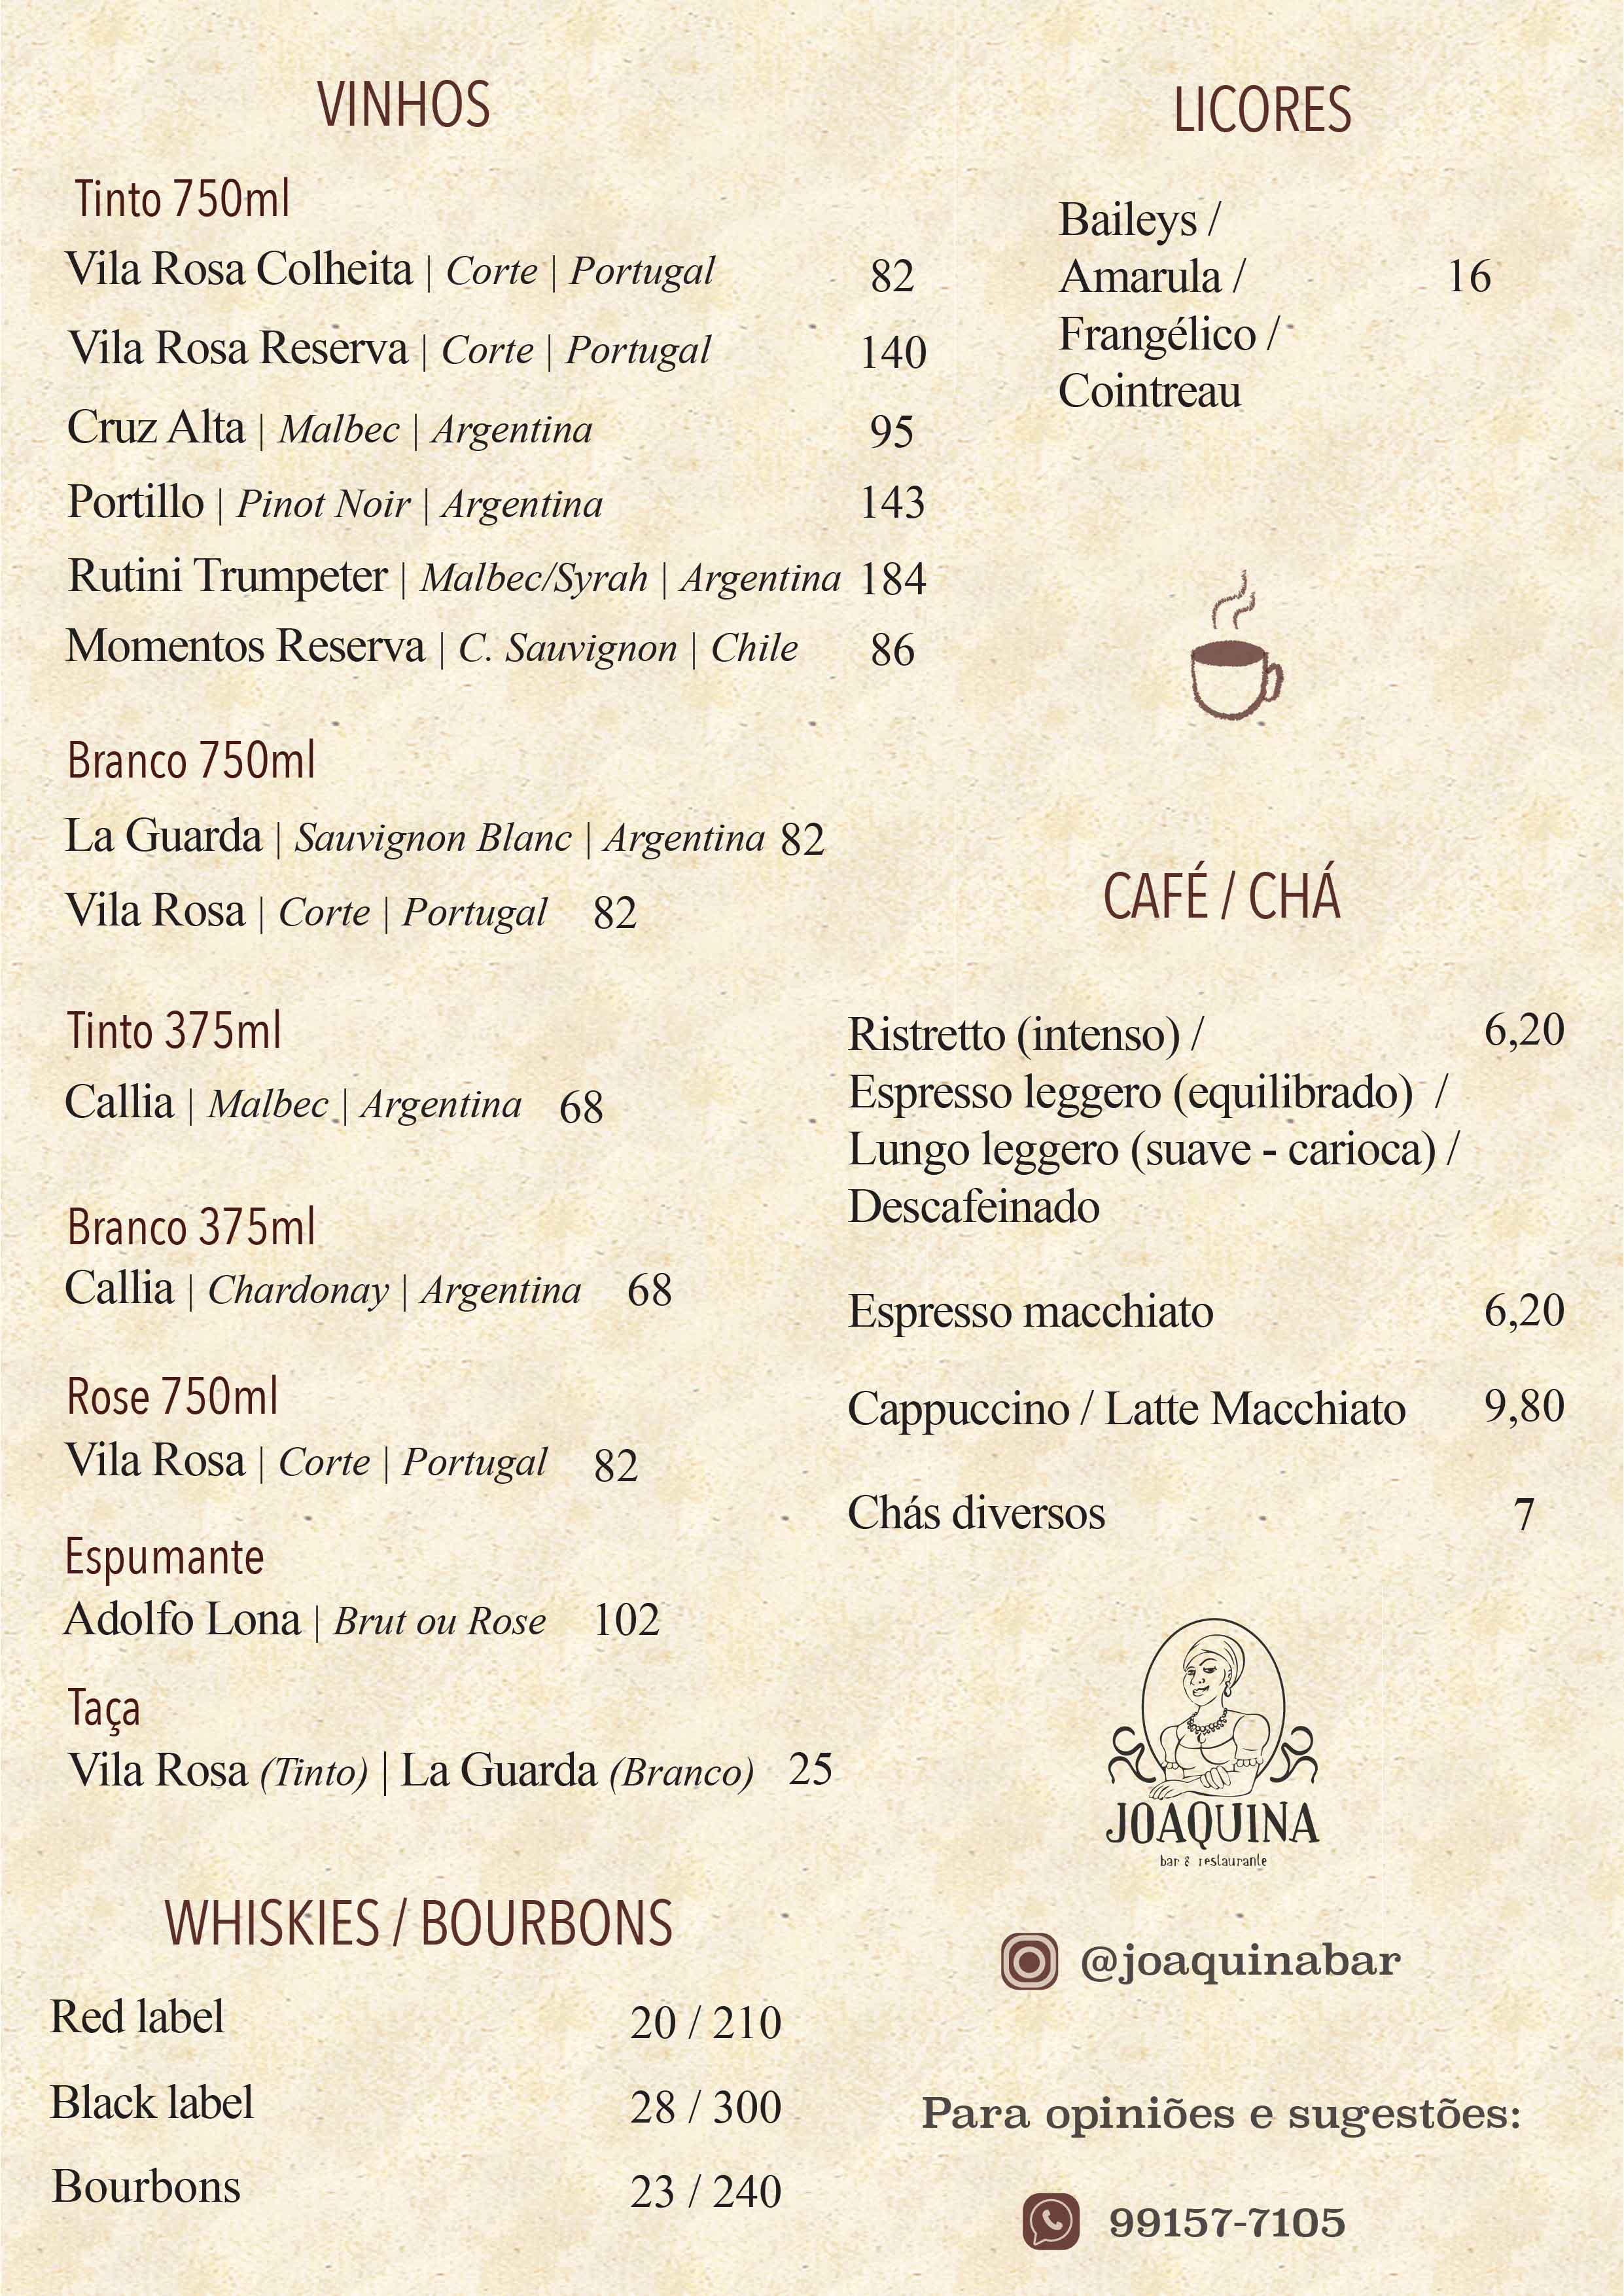 VINHOS
Tinto 750ml
Vila Rosa Colheita | Corte | Portugal 82
Vila Rosa Reserva | Corte | Portugal 140
Cruz Alta | Malbec | Argentina 95
Portillo | Pinot Noir | Argentina 143
Rutini Trumpeter | Malbec/Syrah | Argentina 184
Momentos Reserva | C. Sauvignon | Chile 86
Branco 750ml
La Guarda | Sauvignon Blanc | Argentina 82
Vila Rosa | Corte | Portugal 82
Tinto 375ml
Callia | Malbec | Argentina 68
Branco 375ml
Callia | Chardonay | Argentina 68
Rose 750ml
Vila Rosa | Corte | Portugal 82
Espumante
Adolfo Lona | Brut ou Rose 102
Taça
Vila Rosa (Tinto) | La Guarda (Branco) 25
WHISKIES / BOURBONS
Red label 20 / 210
Black label 28 / 300
Bourbons 23 / 240
LICORES
Baileys /
Amarula / 16
Frangélico /
Cointreau
CAFÉ / CHÁ
Ristretto (intenso) / 6,20
Espresso leggero (equilibrado) /
Lungo leggero (suave - carioca) /
Descafeinado
Espresso macchiato 6,20
Cappuccino / Latte Macchiato 9,80
Chás diversos 7
JOAQUINA
bar & restaurante
@joaquinabar
Para opiniões e sugestões:
99157-7105